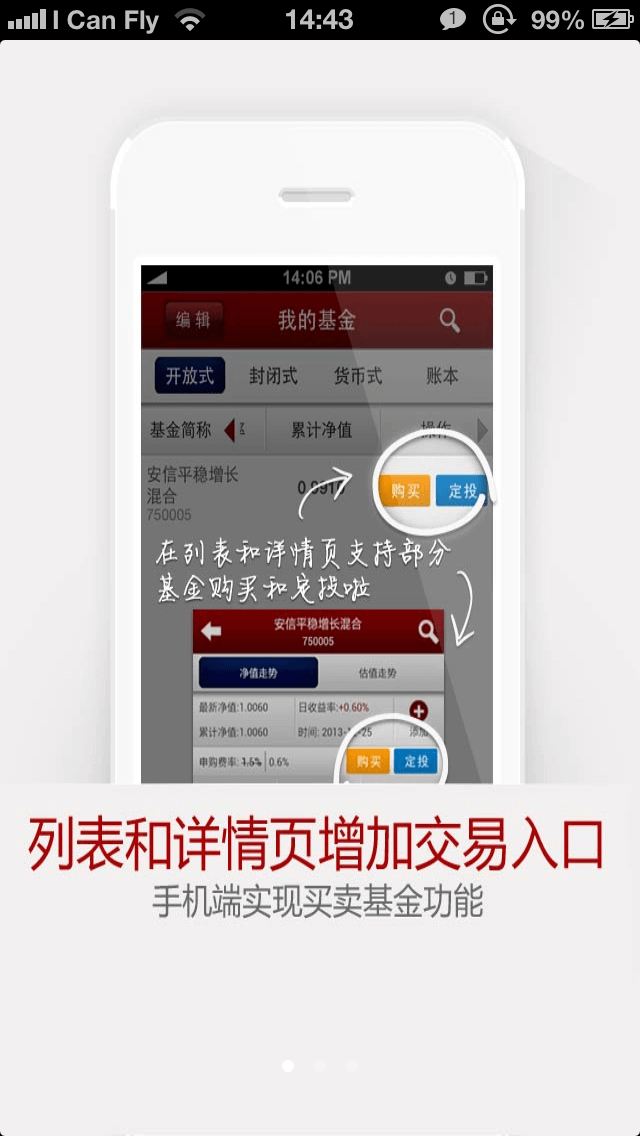 I Can Fly 14:43 1 99%
14:06 PM
编辑 我的基金
开放式 封闭式 货币式 账本
基金简称 累计净值 操作
安信平稳增长
混合
750005
购买 定投
在列表和详情页支持部分
基金购买和定投啦
安信平稳增长混合
750005
净值走势 估值走势
最新净值:1.0060 日收益率:+0.60%
累计净值:1.0060 添加
申购费率: 1.5% 0.6% 购买 定投
列表和详情页增加交易入口
手机端实现买卖基金功能